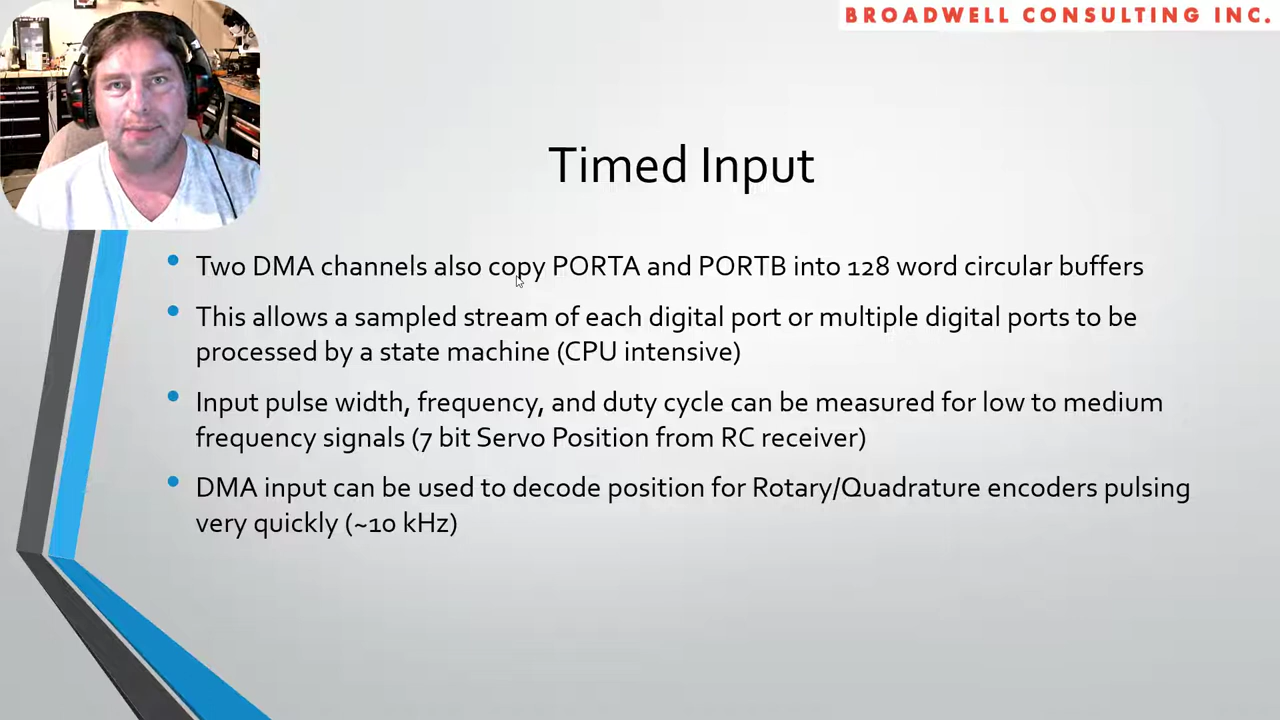 BROADWELL CONSULTING INC.
Timed Input
• Two DMA channels also copy PORTA and PORTB into 128 word circular buffers
• This allows a sampled stream of each digital port or multiple digital ports to be
processed by a state machine (CPU intensive)
• Input pulse width, frequency, and duty cycle can be measured for low to medium
frequency signals (7 bit Servo Position from RC receiver)
• DMA input can be used to decode position for Rotary/Quadrature encoders pulsing
very quickly (~10 kHz)